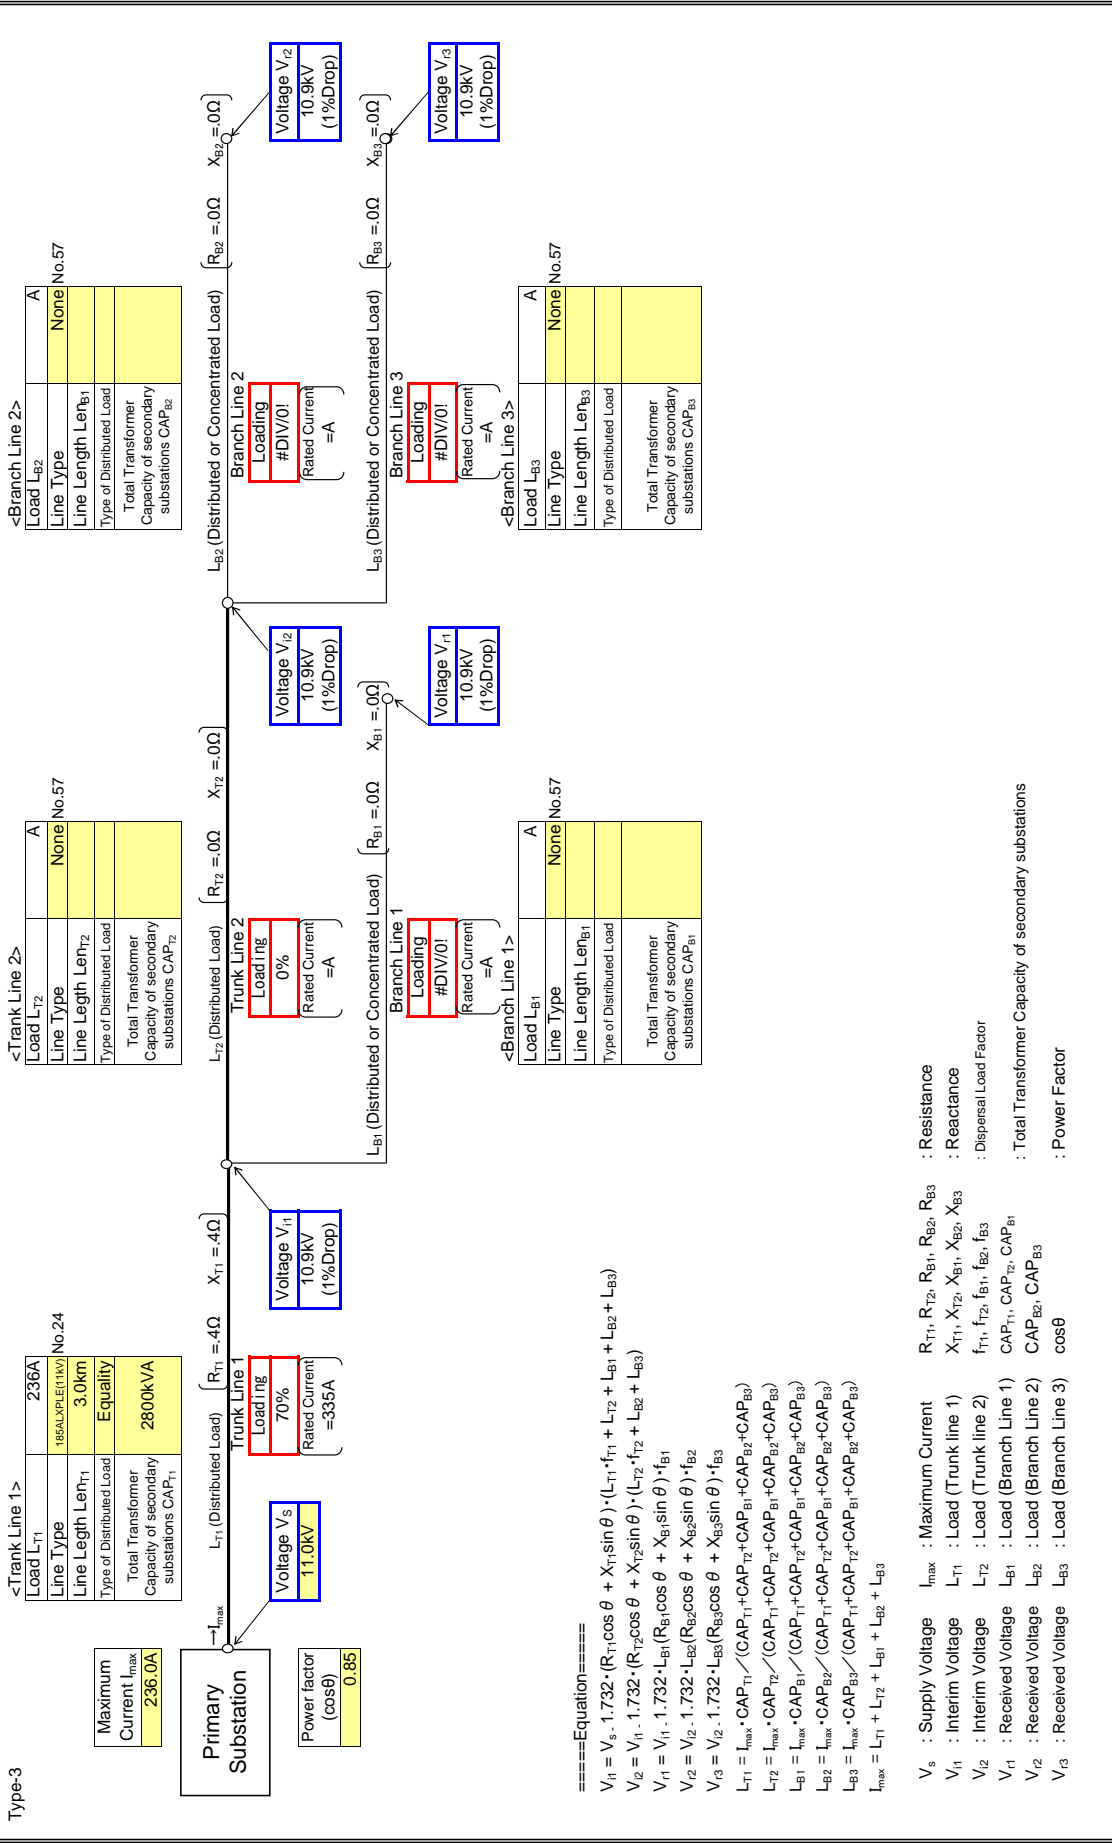 Type-3
Maximum
Current Imax
236.0A
Primary
Substation
Power factor
(cosθ)
0.85
→Imax
Voltage VS
11.0kV
<Trank Line 1>
Load LT1 236A
Line Type 185ALXPLE(11kV) No.24
Line Legth LenT1 3.0km
Type of Distributed Load Equality
Total Transformer
Capacity of secondary
substations CAPT1
2800kVA
LT1 (Distributed Load)
RT1 =.4Ω XT1 =.4Ω
Trunk Line 1
Loading
70%
Rated Current
=335A
Voltage Vi1
10.9kV
(1%Drop)
<Trank Line 2>
Load LT2 A
Line Type None No.57
Line Length LenT2
Type of Distributed Load
Total Transformer
Capacity of secondary
substations CAPT2
LT2 (Distributed Load)
RT2 =.0Ω XT2 =.0Ω
Trunk Line 2
Loading
0%
Rated Current
=A
Voltage Vi2
10.9kV
(1%Drop)
LB1 (Distributed or Concentrated Load)
RB1 =.0Ω XB1 =.0Ω
Branch Line 1
Loading
#DIV/0!
Rated Current
=A
Voltage Vr1
10.9kV
(1%Drop)
<Branch Line 1>
Load LB1 A
Line Type None No.57
Line Length LenB1
Type of Distributed Load
Total Transformer
Capacity of secondary
substations CAPB1
<Branch Line 2>
Load LB2 A
Line Type None No.57
Line Length LenB1
Type of Distributed Load
Total Transformer
Capacity of secondary
substations CAPB2
LB2 (Distributed or Concentrated Load)
RB2 =.0Ω XB2 =.0Ω
Branch Line 2
Loading
#DIV/0!
Rated Current
=A
Voltage Vr2
10.9kV
(1%Drop)
LB3 (Distributed or Concentrated Load)
RB3 =.0Ω XB3 =.0Ω
Branch Line 3
Loading
#DIV/0!
Rated Current
=A
Voltage Vr3
10.9kV
(1%Drop)
<Branch Line 3>
Load LB3 A
Line Type None No.57
Line Length LenB3
Type of Distributed Load
Total Transformer
Capacity of secondary
substations CAPB3
=====Equation=====
Vi1 = Vs - 1.732・(RT1cos θ + XT1sin θ)・(LT1・fT1 + LT2 + LB1 + LB2 + LB3)
Vi2 = Vi1 - 1.732・(RT2cos θ + XT2sin θ)・(LT2・fT2 + LB2 + LB3)
Vr1 = Vi1 - 1.732・LB1(RB1cos θ + XB1sin θ)・fB1
Vr2 = Vi2 - 1.732・LB2(RB2cos θ + XB2sin θ)・fB2
Vr3 = Vi2 - 1.732・LB3(RB3cos θ + XB3sin θ)・fB3
LT1 = Imax・CAPT1／(CAPT1+CAPT2+CAPB1+CAPB2+CAPB3)
LT2 = Imax・CAPT2／(CAPT1+CAPT2+CAPB1+CAPB2+CAPB3)
LB1 = Imax・CAPB1／(CAPT1+CAPT2+CAPB1+CAPB2+CAPB3)
LB2 = Imax・CAPB2／(CAPT1+CAPT2+CAPB1+CAPB2+CAPB3)
LB3 = Imax・CAPB3／(CAPT1+CAPT2+CAPB1+CAPB2+CAPB3)
Imax = LT1 + LT2 + LB1 + LB2 + LB3
Vs : Supply Voltage Imax : Maximum Current RT1, RT2, RB1, RB2, RB3 : Resistance
Vi1 : Interim Voltage LT1 : Load (Trunk line 1) XT1, XT2, XB1, XB2, XB3 : Reactance
Vi2 : Interim Voltage LT2 : Load (Trunk line 2) fT1, fT2, fB1, fB2, fB3 : Dispersal Load Factor
Vr1 : Received Voltage LB1 : Load (Branch Line 1) CAPT1, CAPT2, CAPB1 : Total Transformer Capacity of secondary substations
Vr2 : Received Voltage LB2 : Load (Branch Line 2) CAPB2, CAPB3
Vr3 : Received Voltage LB3 : Load (Branch Line 3) cosθ : Power Factor